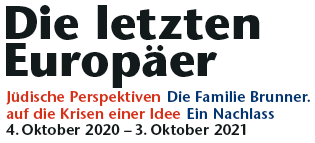 Die letzten
Europäer
Jüdische Perspektiven Die Familie Brunner.
auf die Krisen einer Idee Ein Nachlass
4. Oktober 2020 – 3. Oktober 2021